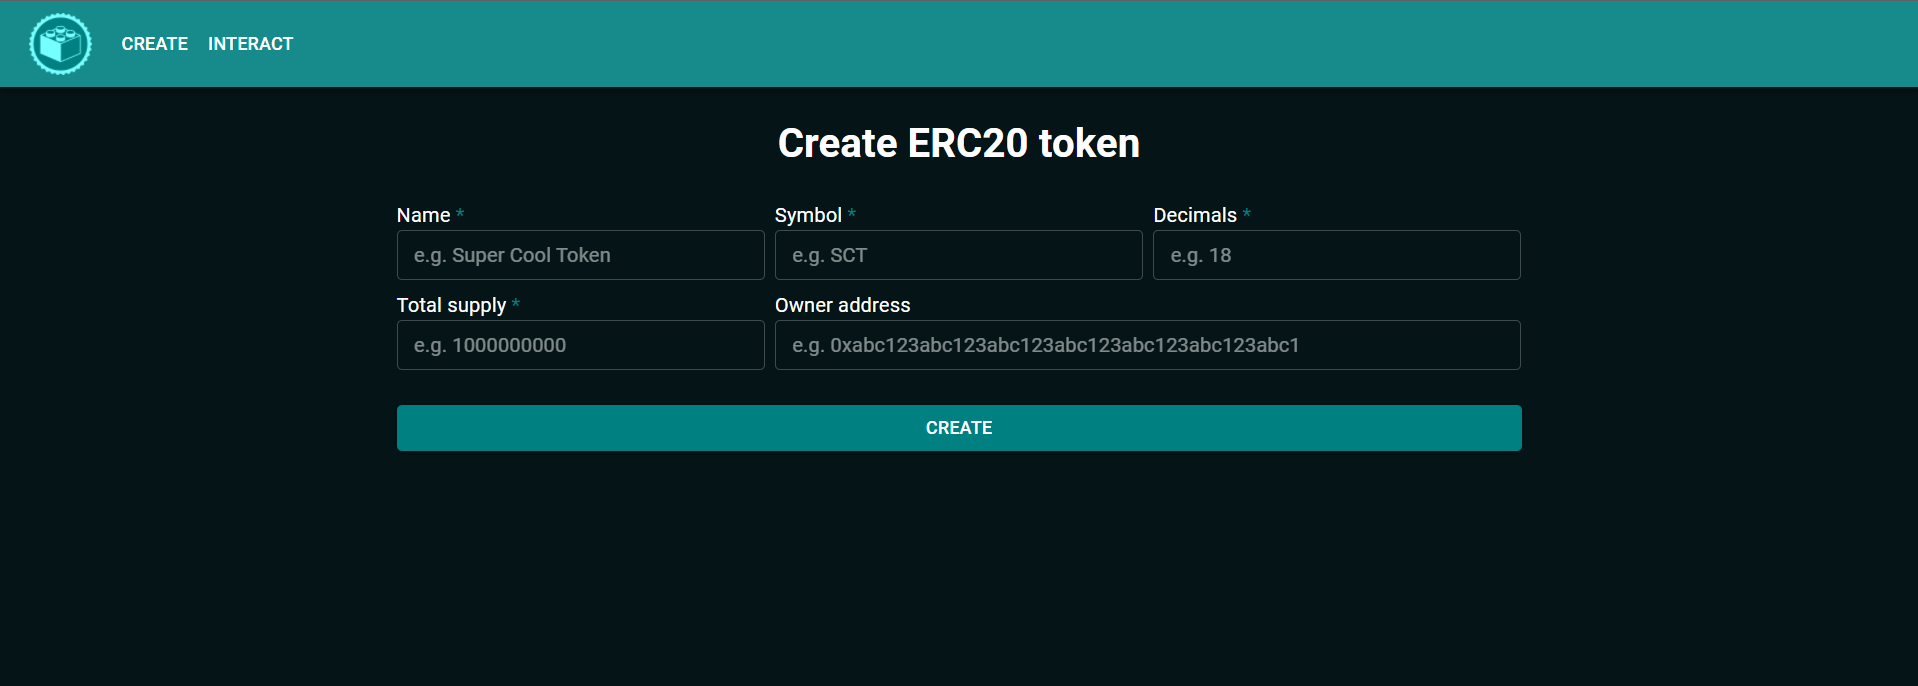 CREATE INTERACT
Create ERC20 token
Name * Symbol * Decimals *
e.g. Super Cool Token e.g. SCT e.g. 18
Total supply * Owner address
e.g. 1000000000 e.g. 0xabc123abc123abc123abc123abc123abc123abc1
CREATE